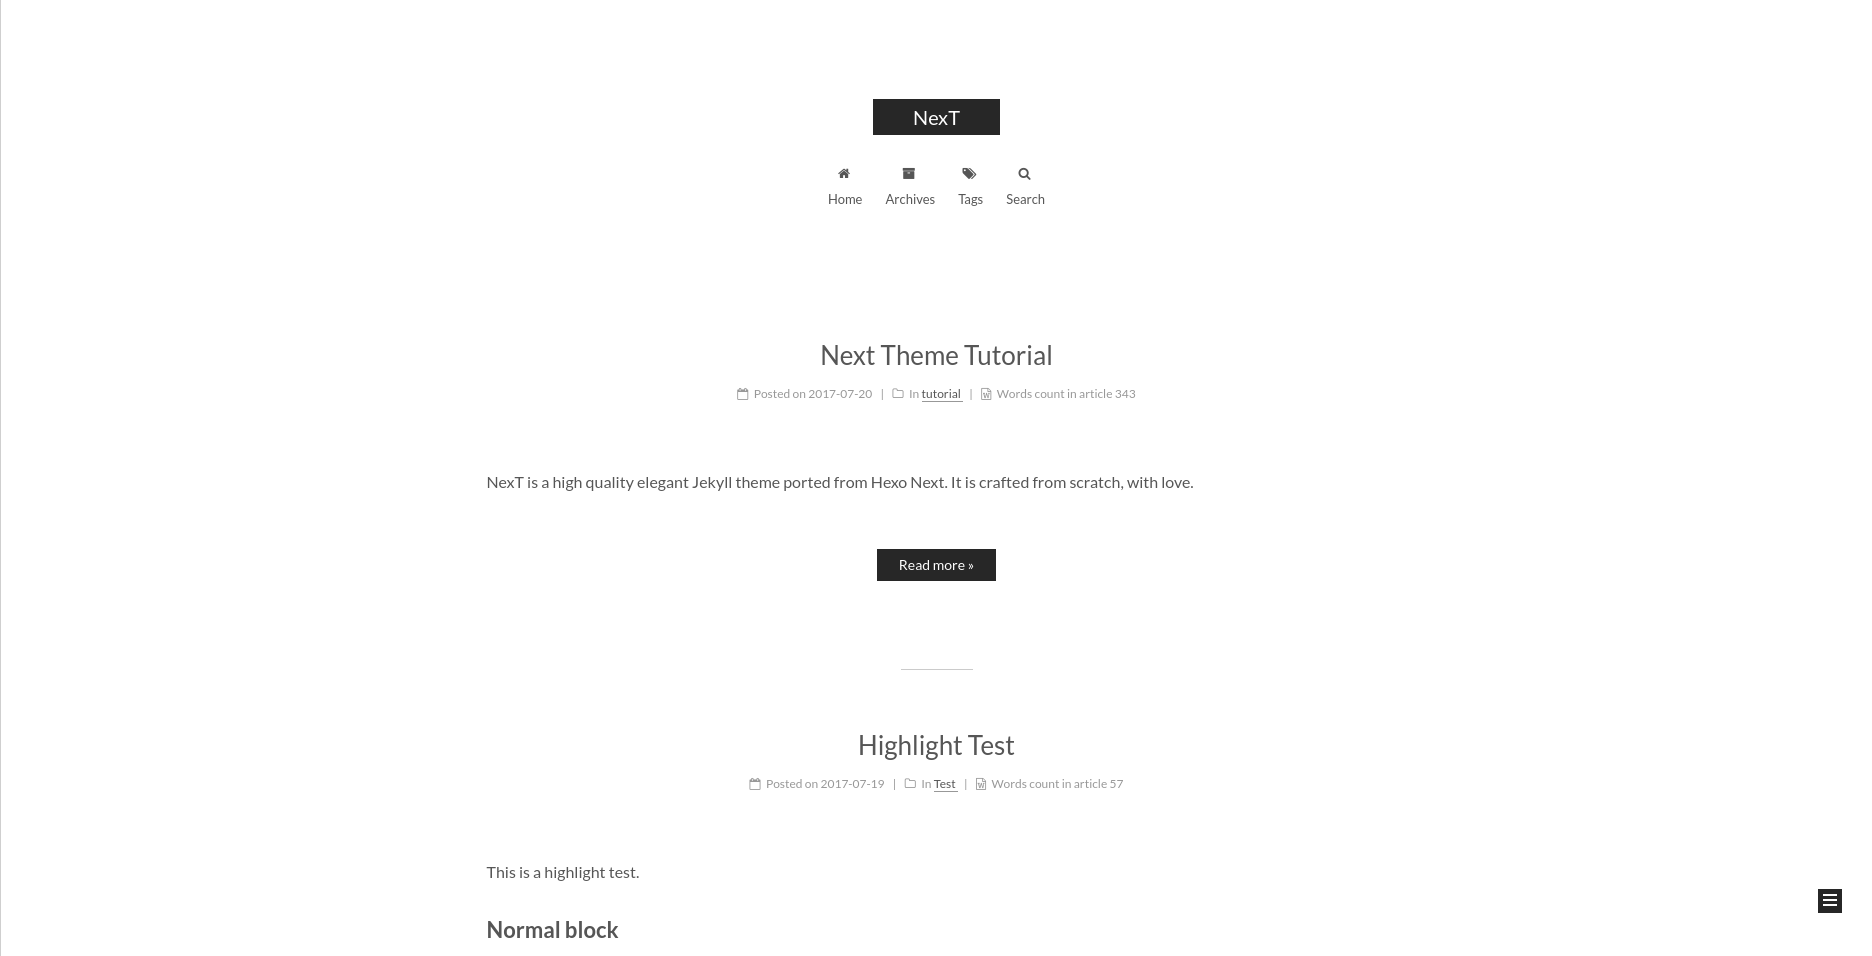 NexT
Home Archives Tags Search
Next Theme Tutorial
Posted on 2017-07-20 | In tutorial | Words count in article 343
NexT is a high quality elegant Jekyll theme ported from Hexo Next. It is crafted from scratch, with love.
Read more »
Highlight Test
Posted on 2017-07-19 | In Test | Words count in article 57
This is a highlight test.
Normal block